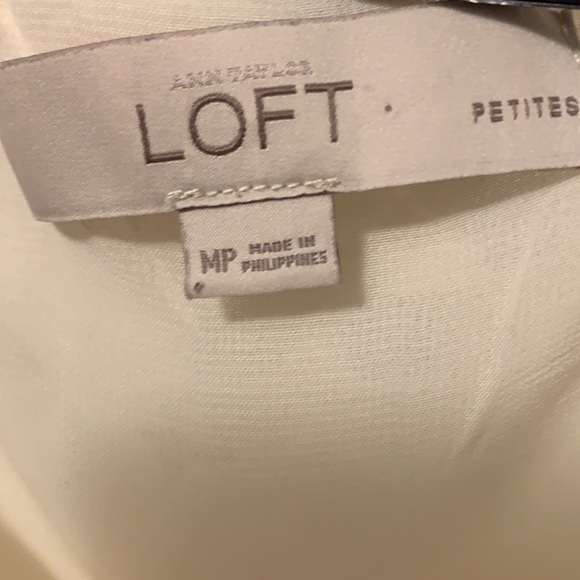 ANN TAYLOR
LOFT
PETITES
MP
MADE IN
PHILIPPINES